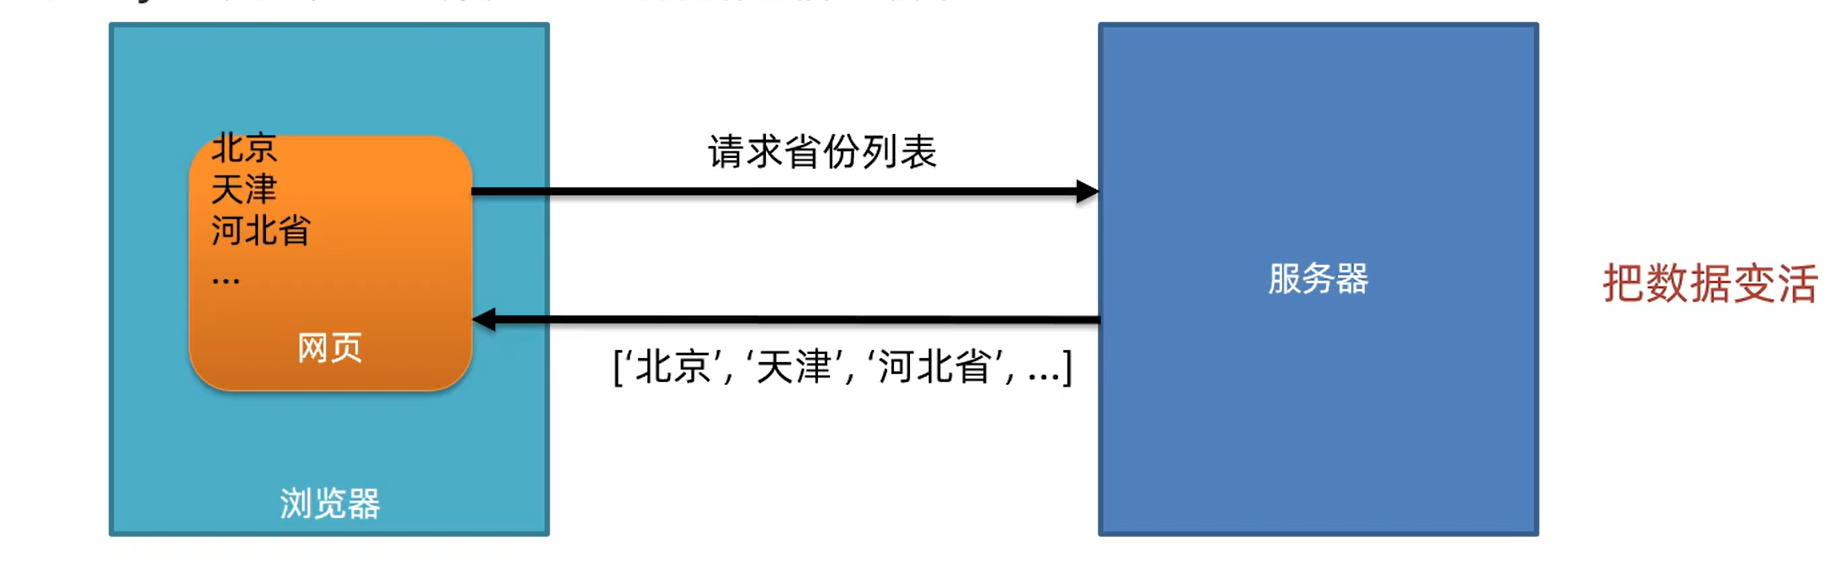 北京
天津
河北省
...
网页
浏览器
请求省份列表
[‘北京’, ‘天津’, ‘河北省’, ...]
服务器
把数据变活